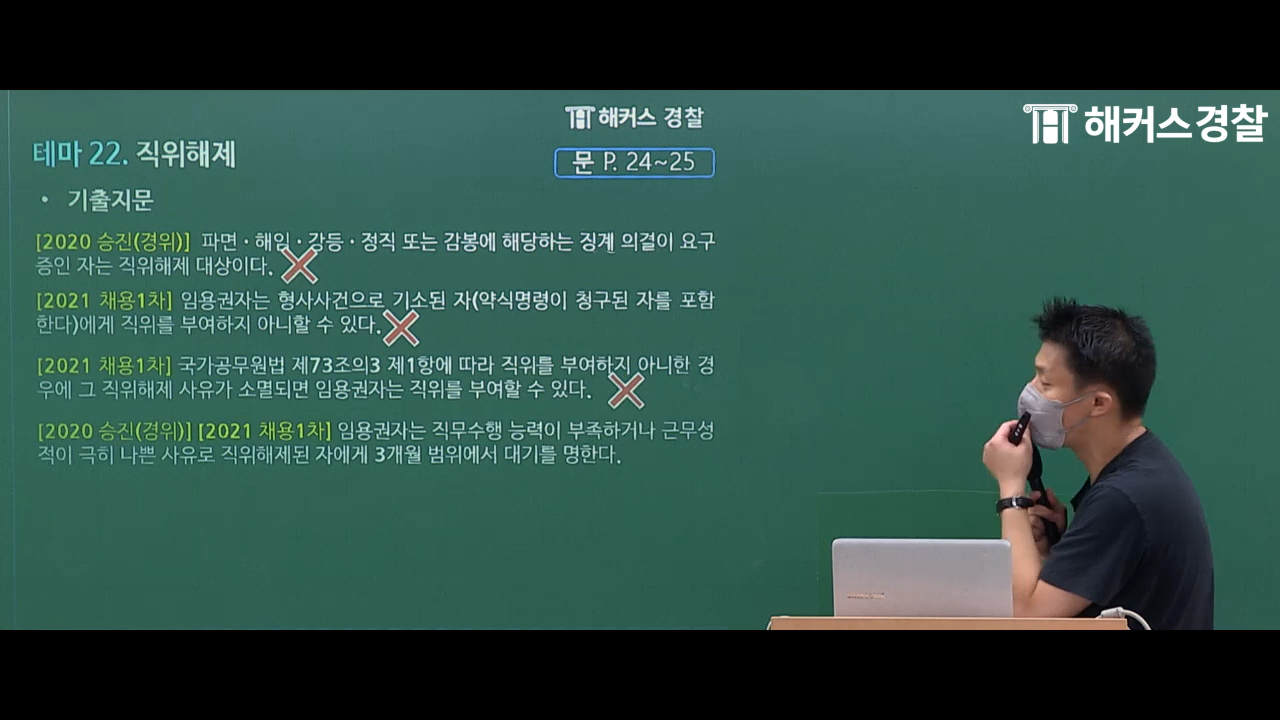 해커스 경찰
해커스경찰
테마 22. 직위해제
문 P. 24~25
• 기출지문
[2020 승진(경위)] 파면·해임·강등·정직 또는 감봉에 해당하는 징계 의결이 요구
증인 자는 직위해제 대상이다.
[2021 채용1차] 임용권자는 형사사건으로 기소된 자(약식명령이 청구된 자를 포함
한다)에게 직위를 부여하지 아니할 수 있다.
[2021 채용1차] 국가공무원법 제73조의3 제1항에 따라 직위를 부여하지 아니한 경
우에 그 직위해제 사유가 소멸되면 임용권자는 직위를 부여할 수 있다.
[2020 승진(경위)] [2021 채용1차] 임용권자는 직무수행 능력이 부족하거나 근무성
적이 극히 나쁜 사유로 직위해제된 자에게 3개월 범위에서 대기를 명한다.